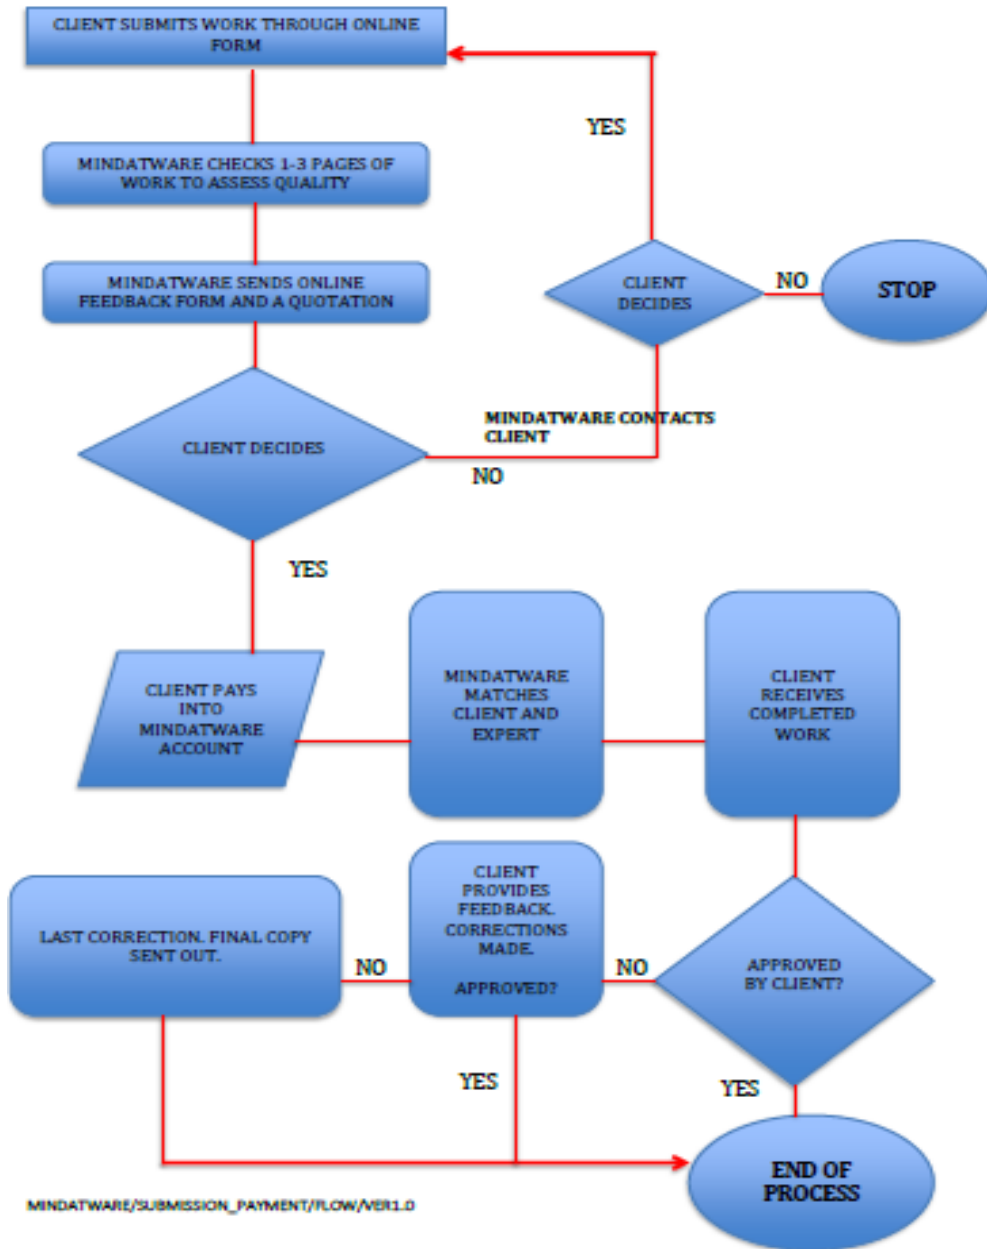 CLIENT SUBMITS WORK THROUGH ONLINE
FORM
YES
MINDATWARE CHECKS 1-3 PAGES OF
WORK TO ASSESS QUALITY
MINDATWARE SENDS ONLINE
FEEDBACK FORM AND A QUOTATION
CLIENT
DECIDES
NO
STOP
CLIENT DECIDES
MINDATWARE CONTACTS
CLIENT
NO
YES
CLIENT PAYS
INTO
MINDATWARE
ACCOUNT
MINDATWARE
MATCHES
CLIENT AND
EXPERT
CLIENT
RECEIVES
COMPLETED
WORK
LAST CORRECTION. FINAL COPY
SENT OUT.
NO
CLIENT
PROVIDES
FEEDBACK.
CORRECTIONS
MADE.
APPROVED?
NO
APPROVED
BY CLIENT?
YES
YES
END OF
PROCESS
MINDATWARE/SUBMISSION_PAYMENT/FLOW/VER1.0